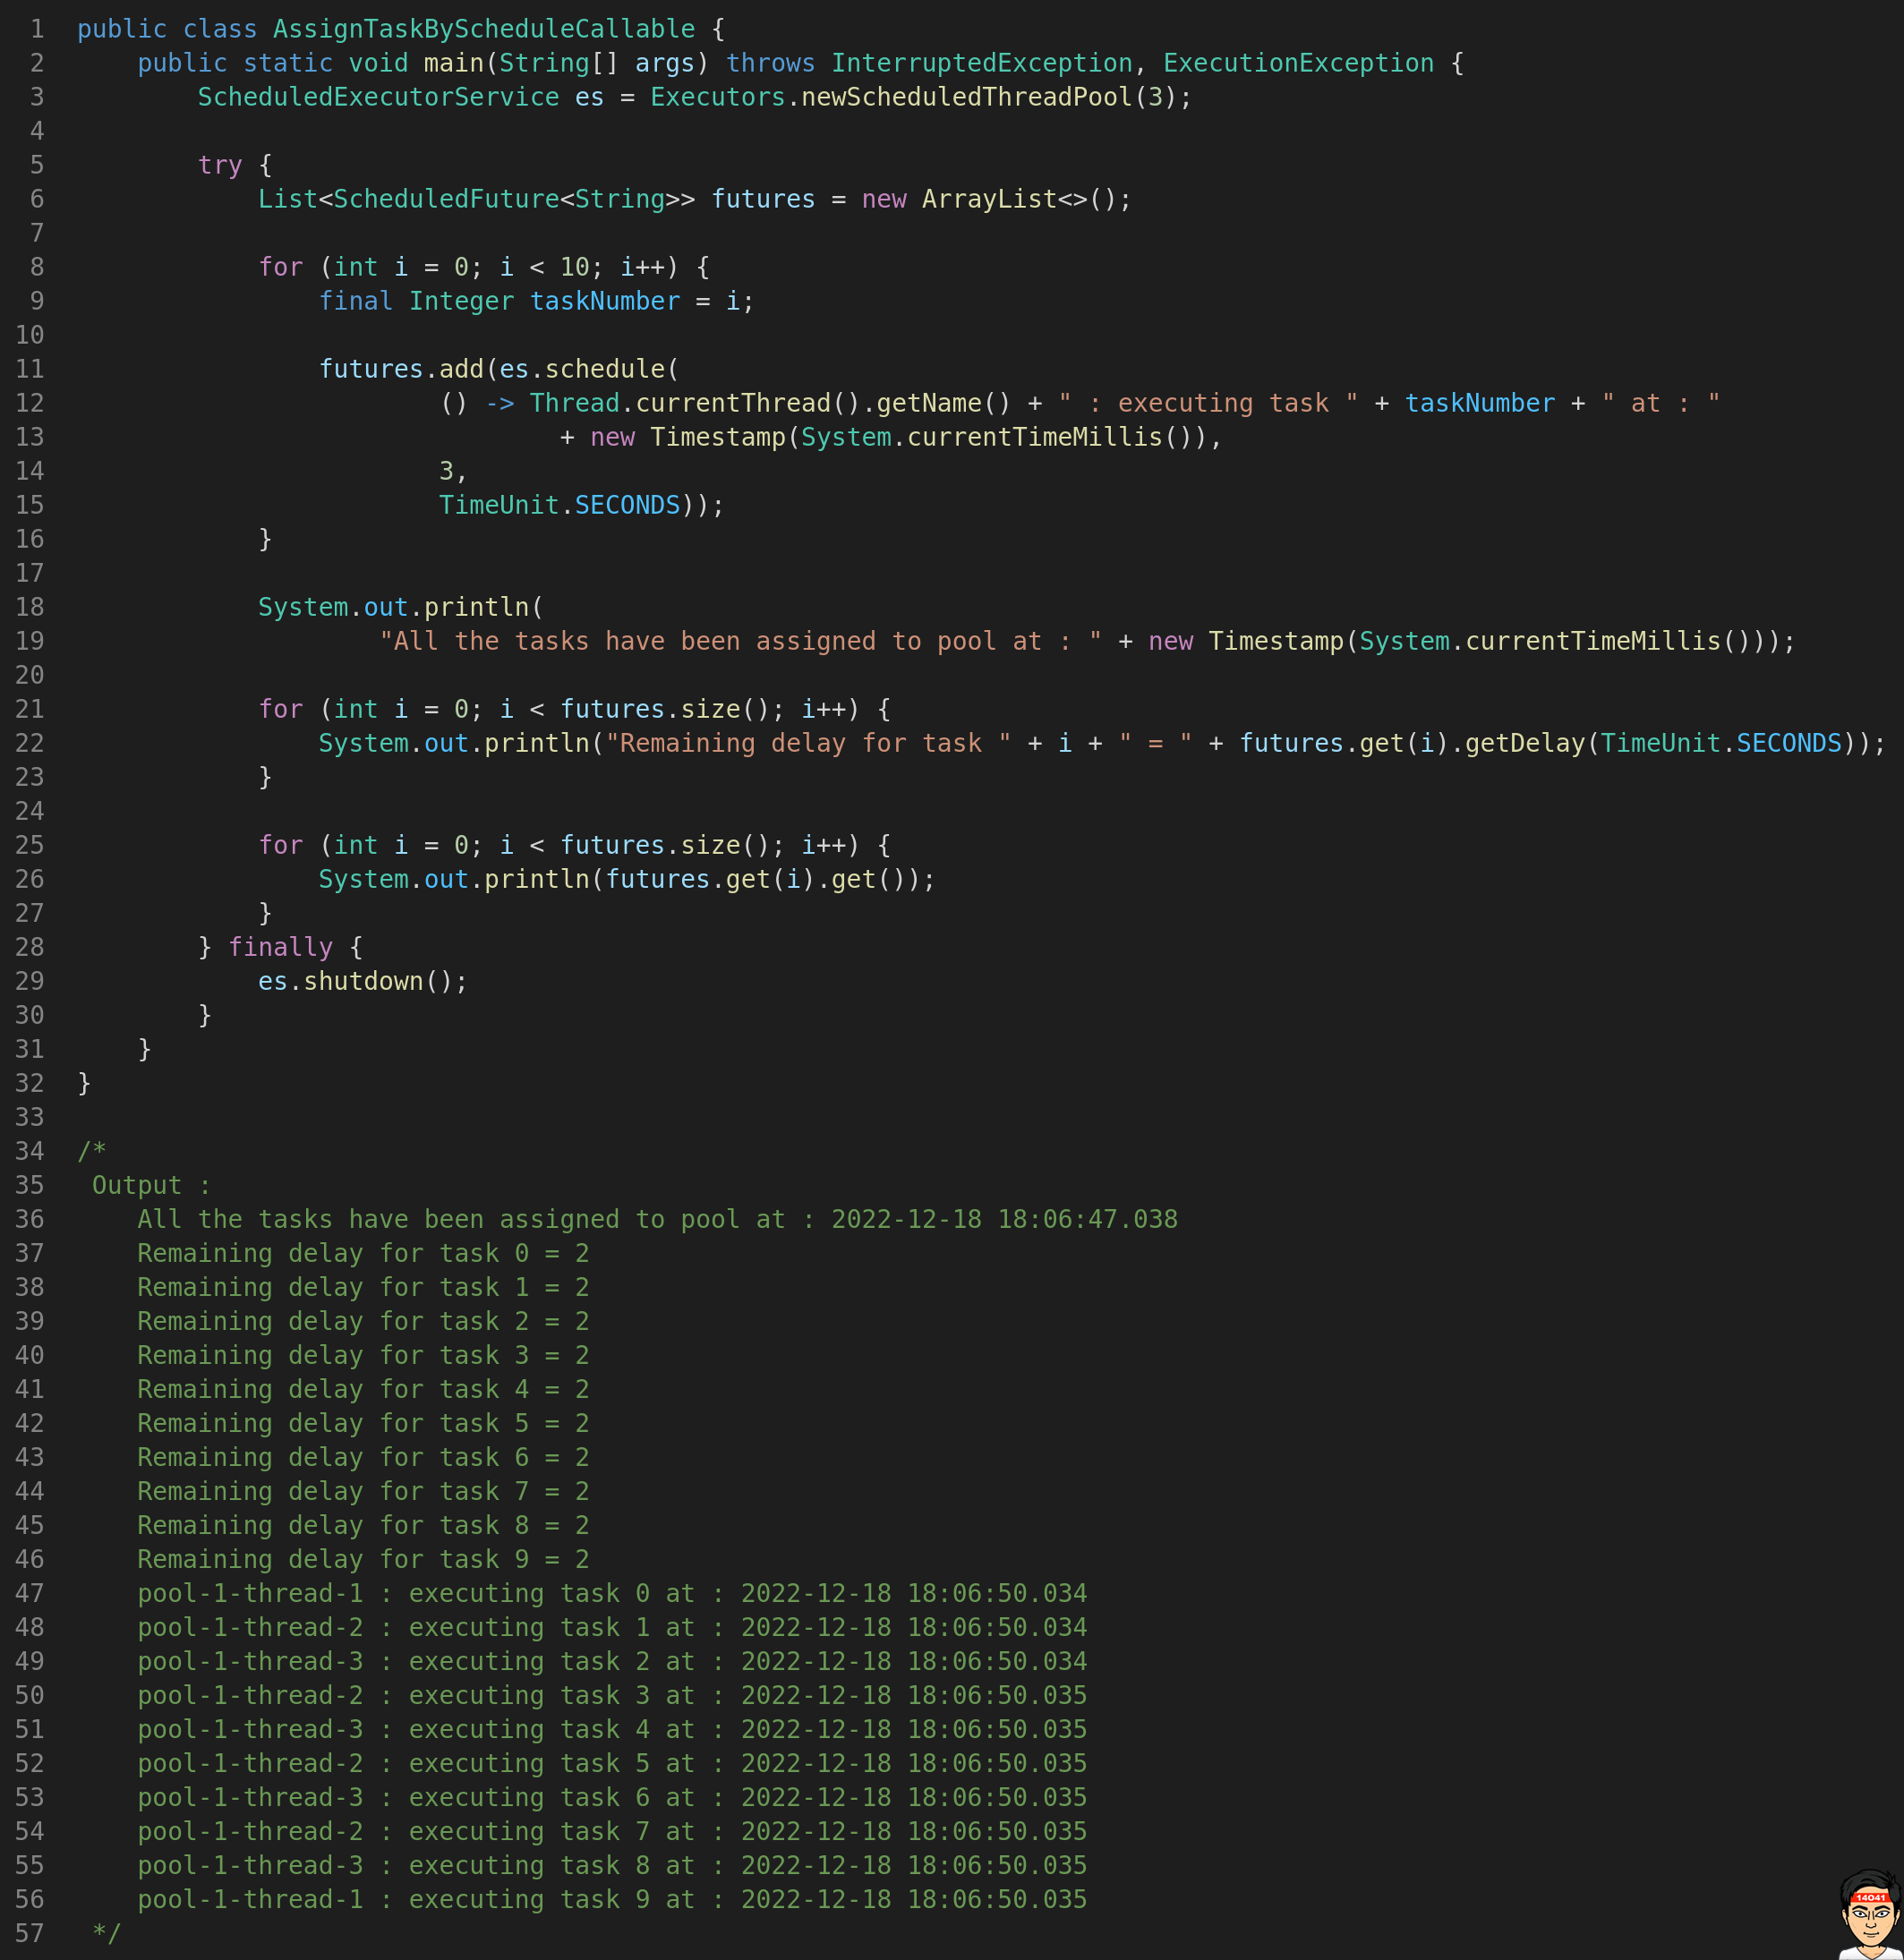 1 public class AssignTaskByScheduleCallable {
2     public static void main(String[] args) throws InterruptedException, ExecutionException {
3         ScheduledExecutorService es = Executors.newScheduledThreadPool(3);
4
5         try {
6             List<ScheduledFuture<String>> futures = new ArrayList<>();
7
8             for (int i = 0; i < 10; i++) {
9                 final Integer taskNumber = i;
10
11                 futures.add(es.schedule(
12                         () -> Thread.currentThread().getName() + " : executing task " + taskNumber + " at : "
13                                 + new Timestamp(System.currentTimeMillis()),
14                         3,
15                         TimeUnit.SECONDS));
16             }
17
18             System.out.println(
19                     "All the tasks have been assigned to pool at : " + new Timestamp(System.currentTimeMillis()));
20
21             for (int i = 0; i < futures.size(); i++) {
22                 System.out.println("Remaining delay for task " + i + " = " + futures.get(i).getDelay(TimeUnit.SECONDS));
23             }
24
25             for (int i = 0; i < futures.size(); i++) {
26                 System.out.println(futures.get(i).get());
27             }
28         } finally {
29             es.shutdown();
30         }
31     }
32 }
33
34 /*
35  Output :
36     All the tasks have been assigned to pool at : 2022-12-18 18:06:47.038
37     Remaining delay for task 0 = 2
38     Remaining delay for task 1 = 2
39     Remaining delay for task 2 = 2
40     Remaining delay for task 3 = 2
41     Remaining delay for task 4 = 2
42     Remaining delay for task 5 = 2
43     Remaining delay for task 6 = 2
44     Remaining delay for task 7 = 2
45     Remaining delay for task 8 = 2
46     Remaining delay for task 9 = 2
47     pool-1-thread-1 : executing task 0 at : 2022-12-18 18:06:50.034
48     pool-1-thread-2 : executing task 1 at : 2022-12-18 18:06:50.034
49     pool-1-thread-3 : executing task 2 at : 2022-12-18 18:06:50.034
50     pool-1-thread-2 : executing task 3 at : 2022-12-18 18:06:50.035
51     pool-1-thread-3 : executing task 4 at : 2022-12-18 18:06:50.035
52     pool-1-thread-2 : executing task 5 at : 2022-12-18 18:06:50.035
53     pool-1-thread-3 : executing task 6 at : 2022-12-18 18:06:50.035
54     pool-1-thread-2 : executing task 7 at : 2022-12-18 18:06:50.035
55     pool-1-thread-3 : executing task 8 at : 2022-12-18 18:06:50.035
56     pool-1-thread-1 : executing task 9 at : 2022-12-18 18:06:50.035
57  */
14041